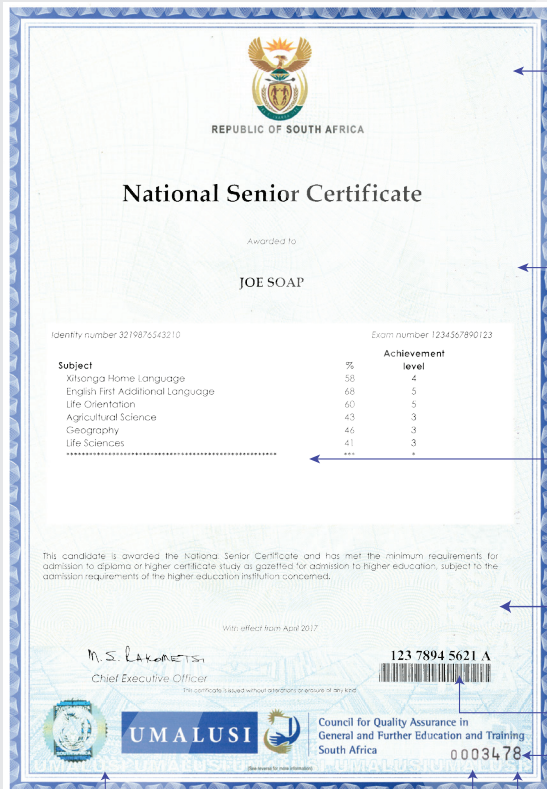 REPUBLIC OF SOUTH AFRICA
National Senior Certificate
Awarded to
JOE SOAP
Identity number 3219876543210 Exam number 1234567890123
Subject % Achievement level
Xitsonga Home Language 58 4
English First Additional Language 68 5
Life Orientation 60 5
Agricultural Science 43 3
Geography 46 3
Life Sciences 41 3
*** *
This candidate is awarded the National Senior Certificate and has met the minimum requirements for
admission to diploma or higher certificate study as gazetted for admission to higher education, subject to the
admission requirements of the higher education institution concerned.
With effect from April 2017
M.S. RAKOMETSI
Chief Executive Officer
123 7894 5621 A
This certificate is issued without alteration or erasure of any kind
UMALUSI
Council for Quality Assurance in
General and Further Education and Training
South Africa
0003478
(See reverse for more information)